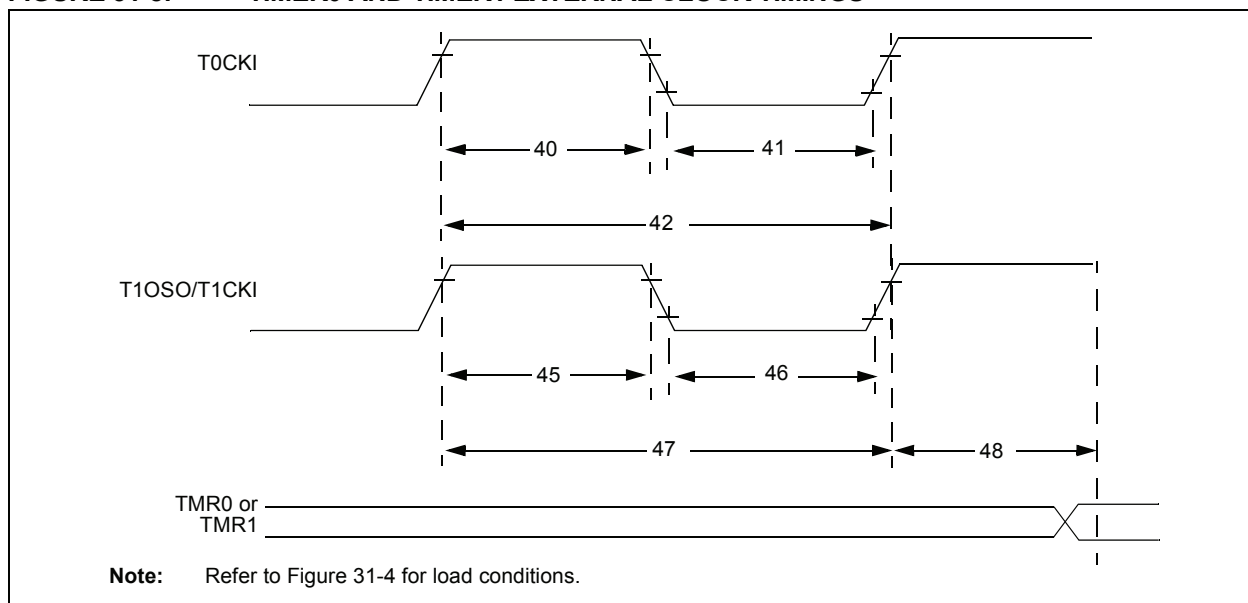 T0CKI
40
41
42
T1OSO/T1CKI
45
46
47
48
TMR0 or
TMR1
Note: Refer to Figure 31-4 for load conditions.